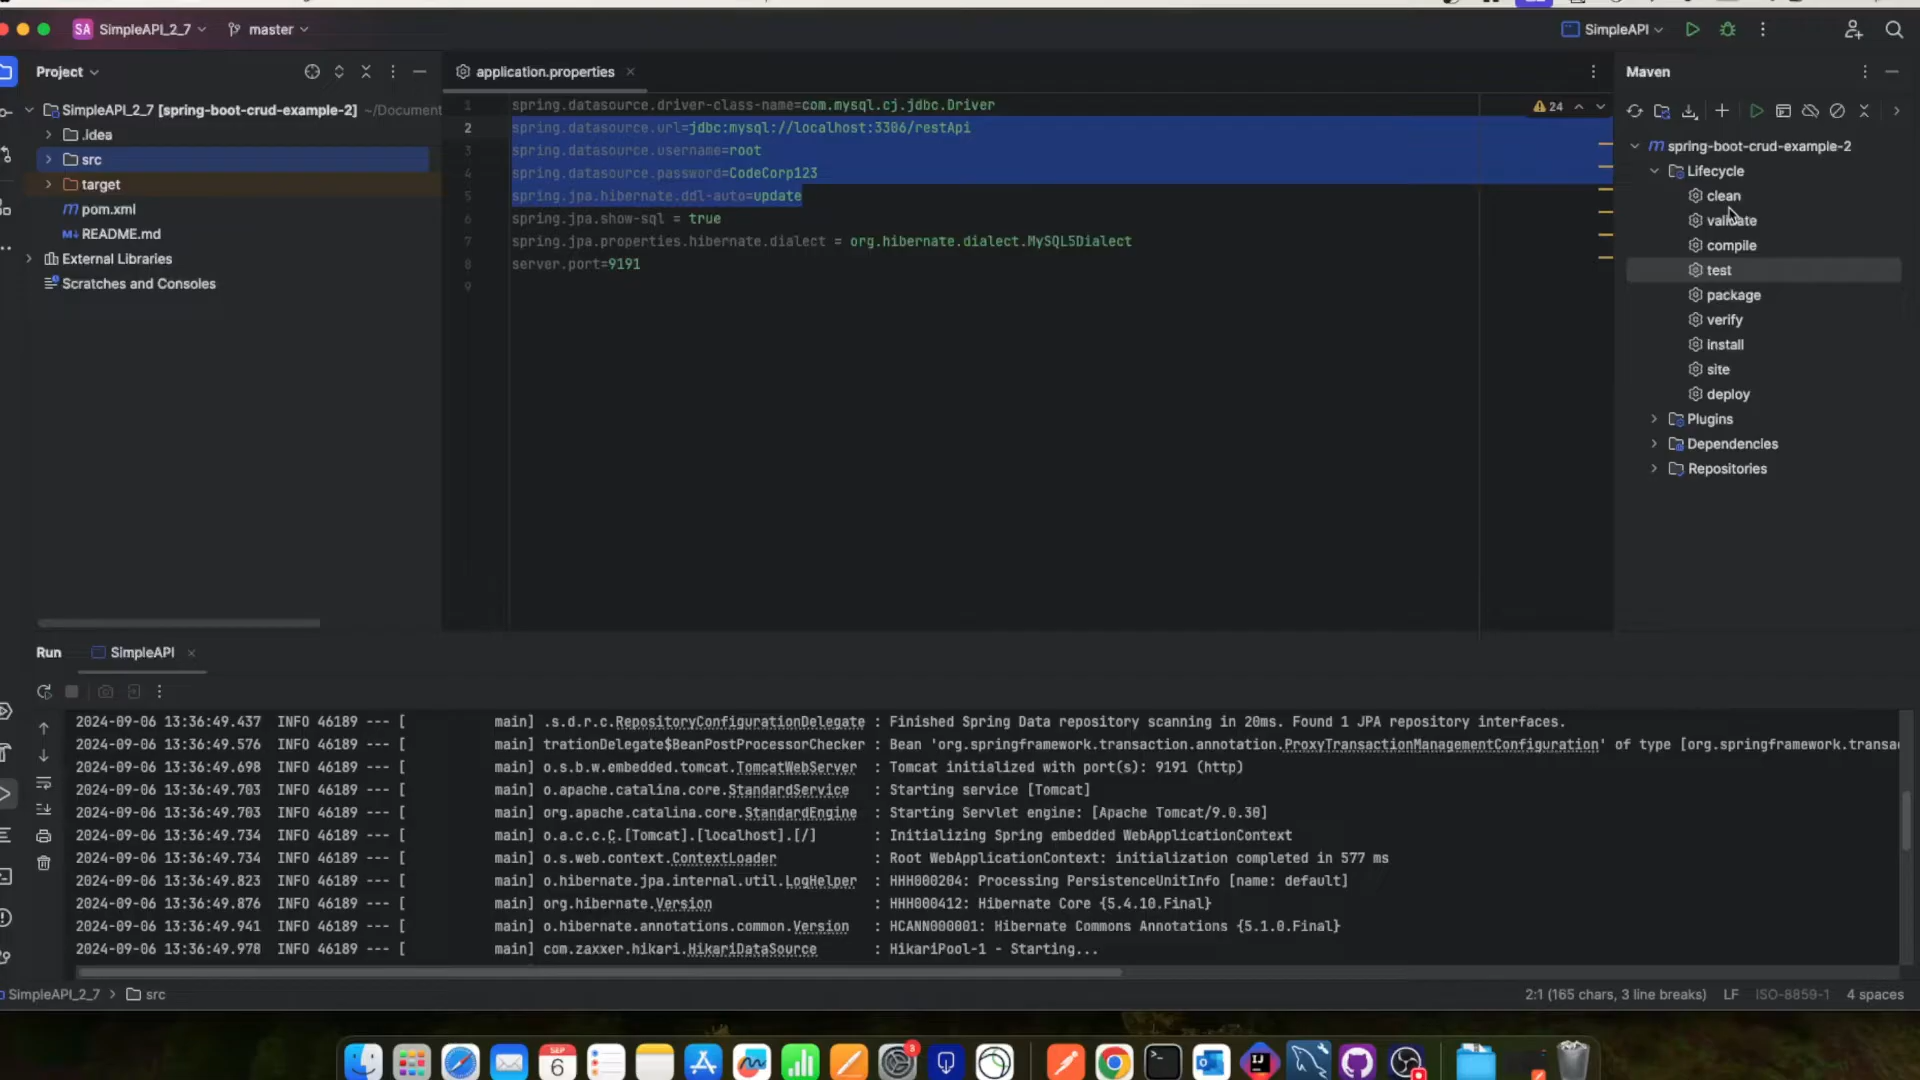 SA SimpleAPI_2_7 master SimpleAPI
Project
SimpleAPI_2_7 [spring-boot-crud-example-2] ~/Document
.idea
src
target
pom.xml
README.md
External Libraries
Scratches and Consoles
application.properties
1 spring.datasource.driver-class-name=com.mysql.cj.jdbc.Driver
2 spring.datasource.url=jdbc:mysql://localhost:3306/restApi
3 spring.datasource.username=root
4 spring.datasource.password=CodeCorp123
5 spring.jpa.hibernate.ddl-auto=update
6 spring.jpa.show-sql = true
7 spring.jpa.properties.hibernate.dialect = org.hibernate.dialect.MySQL5Dialect
8 server.port=9191
9
24
Maven
spring-boot-crud-example-2
Lifecycle
clean
validate
compile
test
package
verify
install
site
deploy
Plugins
Dependencies
Repositories
Run SimpleAPI
2024-09-06 13:36:49.437 INFO 46189 --- [ main] .s.d.r.c.RepositoryConfigurationDelegate : Finished Spring Data repository scanning in 20ms. Found 1 JPA repository interfaces.
2024-09-06 13:36:49.576 INFO 46189 --- [ main] trationDelegate$BeanPostProcessorChecker : Bean 'org.springframework.transaction.annotation.ProxyTransactionManagementConfiguration' of type [org.springframework.transa
2024-09-06 13:36:49.698 INFO 46189 --- [ main] o.s.b.w.embedded.tomcat.TomcatWebServer : Tomcat initialized with port(s): 9191 (http)
2024-09-06 13:36:49.703 INFO 46189 --- [ main] o.apache.catalina.core.StandardService : Starting service [Tomcat]
2024-09-06 13:36:49.703 INFO 46189 --- [ main] org.apache.catalina.core.StandardEngine : Starting Servlet engine: [Apache Tomcat/9.0.30]
2024-09-06 13:36:49.734 INFO 46189 --- [ main] o.a.c.c.C.[Tomcat].[localhost].[/] : Initializing Spring embedded WebApplicationContext
2024-09-06 13:36:49.734 INFO 46189 --- [ main] o.s.web.context.ContextLoader : Root WebApplicationContext: initialization completed in 577 ms
2024-09-06 13:36:49.823 INFO 46189 --- [ main] o.hibernate.jpa.internal.util.LogHelper : HHH000204: Processing PersistenceUnitInfo [name: default]
2024-09-06 13:36:49.876 INFO 46189 --- [ main] org.hibernate.Version : HHH000412: Hibernate Core {5.4.10.Final}
2024-09-06 13:36:49.941 INFO 46189 --- [ main] o.hibernate.annotations.common.Version : HCANN000001: Hibernate Commons Annotations {5.1.0.Final}
2024-09-06 13:36:49.978 INFO 46189 --- [ main] com.zaxxer.hikari.HikariDataSource : HikariPool-1 - Starting...
SimpleAPI_2_7 > src
2:1 (165 chars, 3 line breaks) LF ISO-8859-1 4 spaces
SEP
6
3